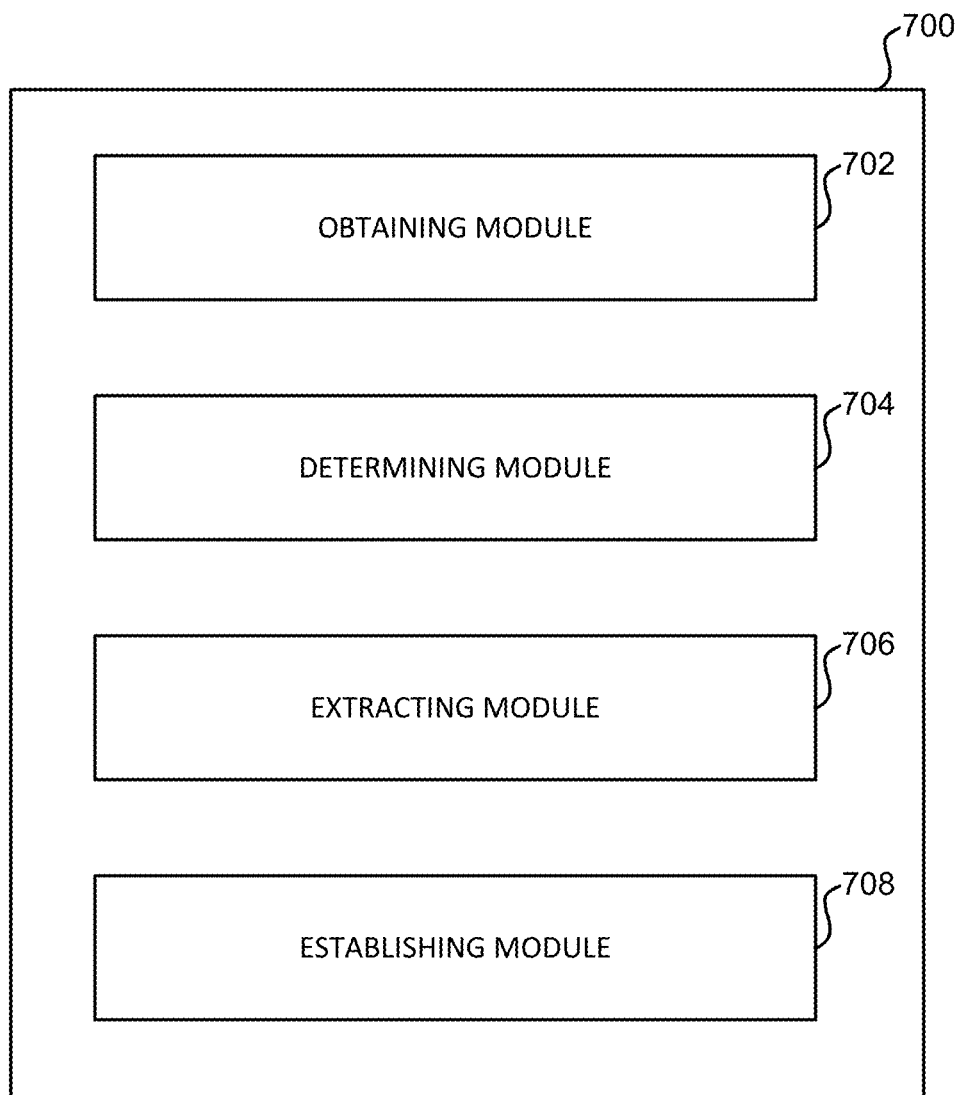 700
702
OBTAINING MODULE
704
DETERMINING MODULE
706
EXTRACTING MODULE
708
ESTABLISHING MODULE